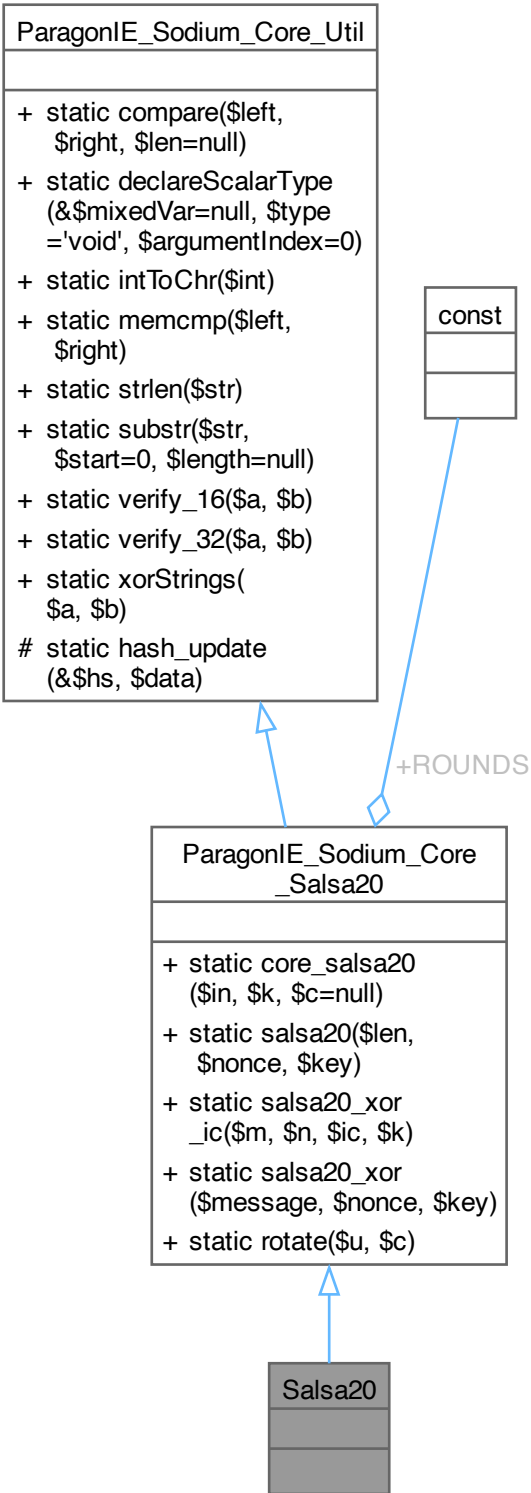 ParagonIE_Sodium_Core_Util
+ static compare($left,
$right, $len=null)
+ static declareScalarType
(&$mixedVar=null, $type
='void', $argumentIndex=0)
+ static intToChr($int)
+ static memcmp($left,
$right)
+ static strlen($str)
+ static substr($str,
$start=0, $length=null)
+ static verify_16($a, $b)
+ static verify_32($a, $b)
+ static xorStrings(
$a, $b)
# static hash_update
(&$hs, $data)
const
+ROUNDS
ParagonIE_Sodium_Core
_Salsa20
+ static core_salsa20
($in, $k, $c=null)
+ static salsa20($len,
$nonce, $key)
+ static salsa20_xor
_ic($m, $n, $ic, $k)
+ static salsa20_xor
($message, $nonce, $key)
+ static rotate($u, $c)
Salsa20